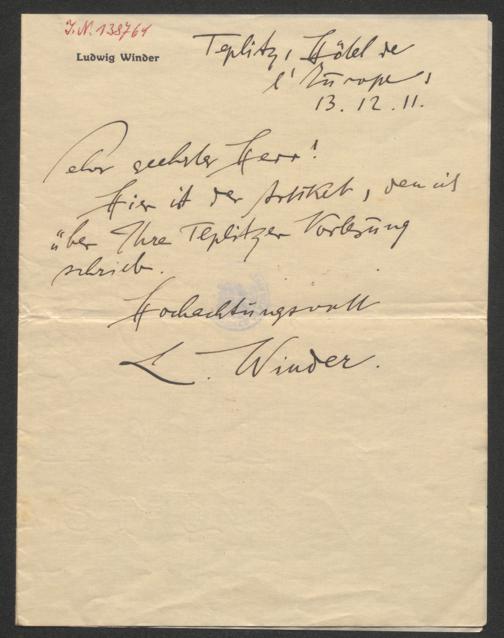 I.N. 138761
Ludwig Winder
Teplitz, Hôtel de
l'Europe,
13. 12. 11.
Sehr geehrter Herr!
Hier ist der Artikel, den ich
über Ihre Teplitzer Vorlesung
schrieb.
Hochachtungsvoll
L. Winder.